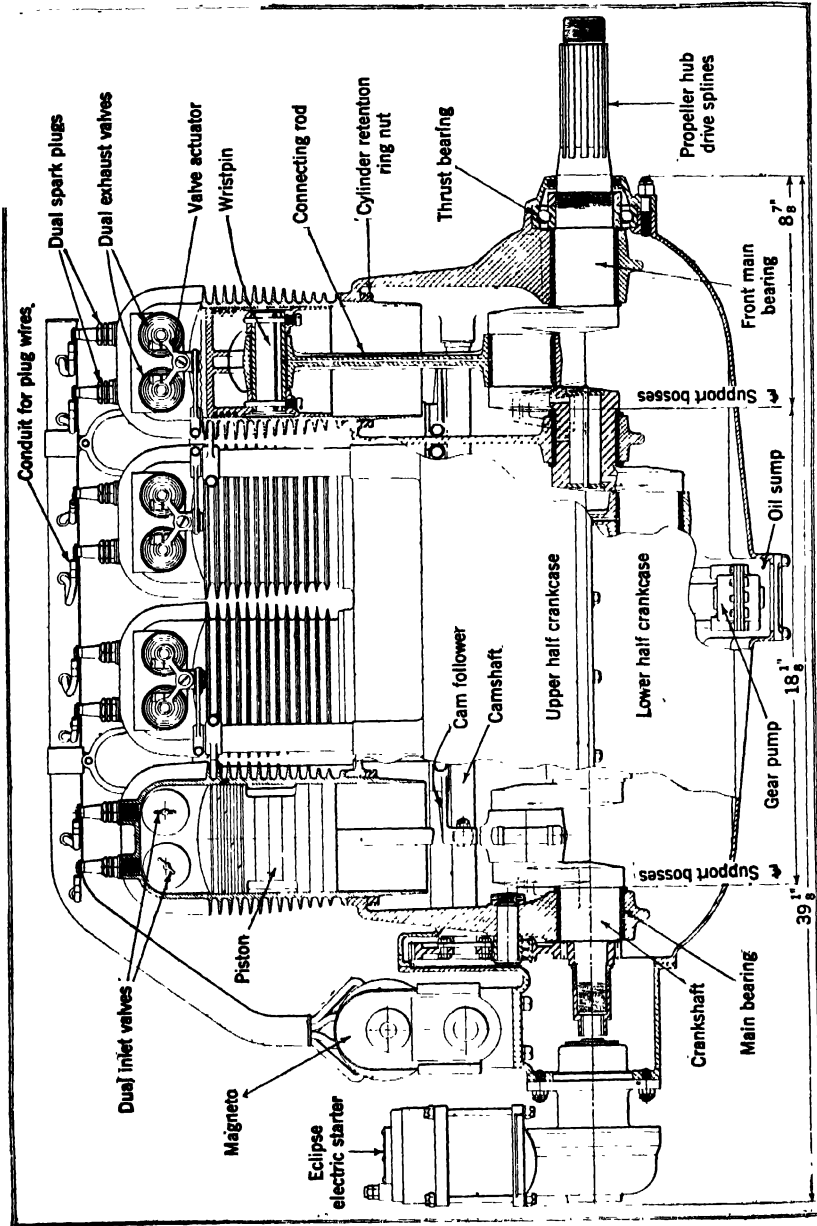 Conduit for plug wires.
Dual spark plugs
Dual exhaust valves
Valve actuator
Wristpin
Connecting rod
Cylinder retention
ring nut
Thrust bearing
Propeller hub
drive splines
Dual inlet valves
Piston
Magneto
Eclipse
electric starter
Cam follower
Camshaft
Upper half crankcase
Lower half crankcase
Front main
bearing
Support bosses
Support bosses
Oil sump
Gear pump
Crankshaft
Main bearing
8 7/8"
18 1/8"
39 1/8"